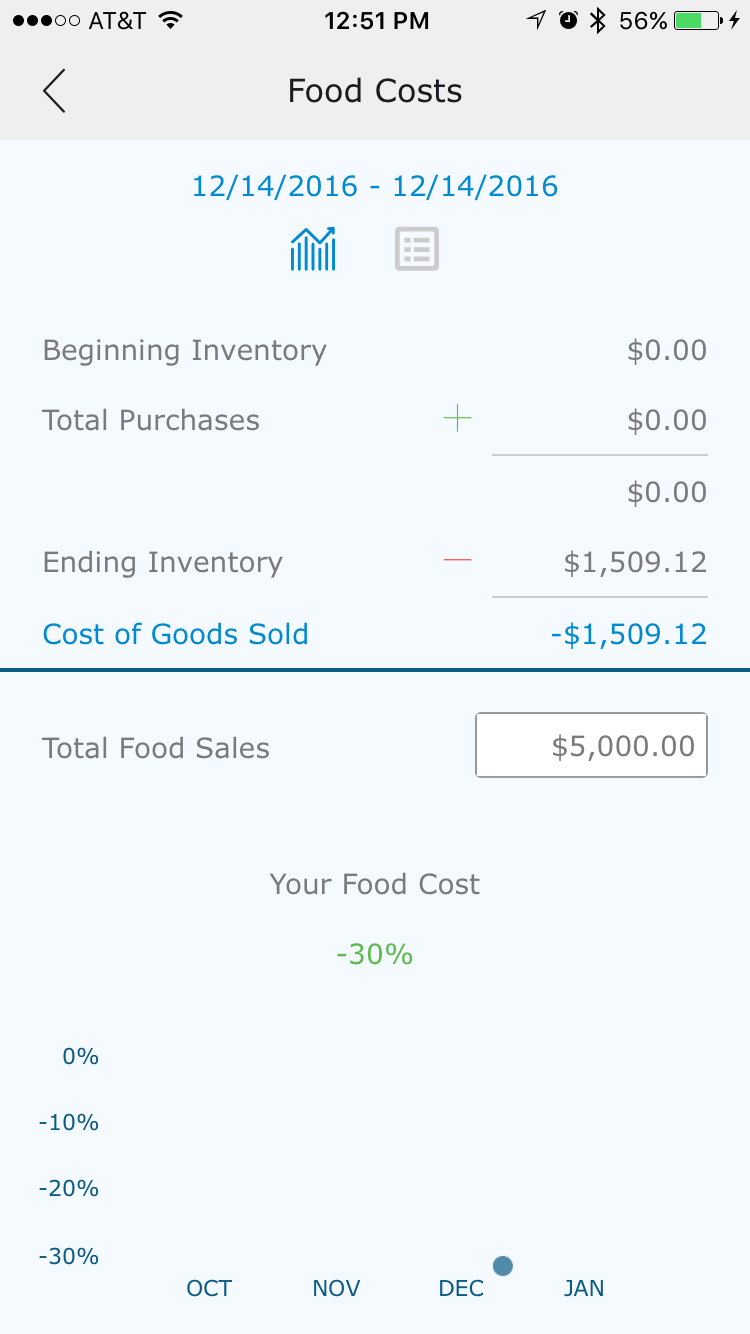 AT&T 12:51 PM 56%
Food Costs
12/14/2016 - 12/14/2016
Beginning Inventory $0.00
Total Purchases + $0.00
$0.00
Ending Inventory — $1,509.12
Cost of Goods Sold -$1,509.12
Total Food Sales $5,000.00
Your Food Cost
-30%
0%
-10%
-20%
-30%
OCT NOV DEC JAN